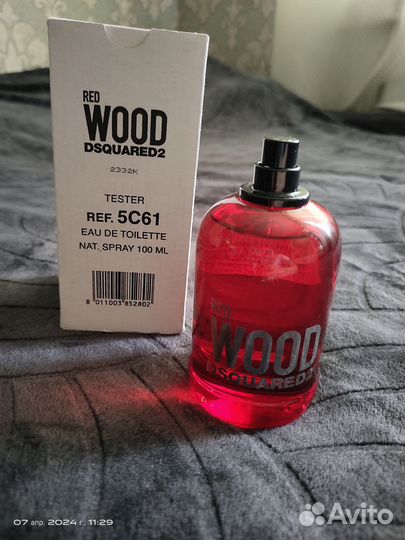 RED
WOOD
DSQUARED2
2332K
TESTER
REF. 5C61
EAU DE TOILETTE
NAT. SPRAY 100 ML
8 011003 852802
RED
WOOD
DSQUARED2
07 апр. 2024 г., 11:29
Avito